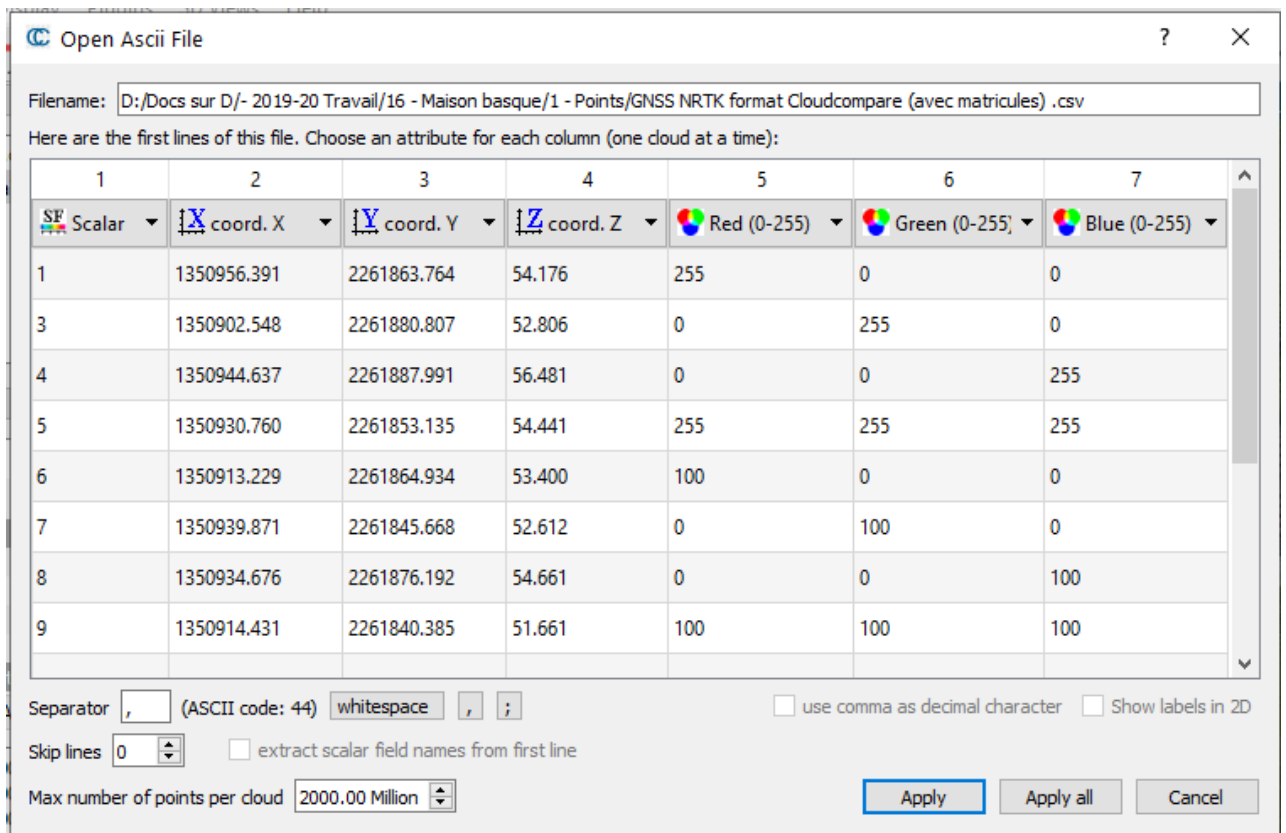 Open Ascii File ? ×
Filename: D:/Docs sur D/- 2019-20 Travail/16 - Maison basque/1 - Points/GNSS NRTK format Cloudcompare (avec matricules) .csv
Here are the first lines of this file. Choose an attribute for each column (one cloud at a time):
1 2 3 4 5 6 7
SF Scalar X coord. X Y coord. Y Z coord. Z Red (0-255) Green (0-255) Blue (0-255)
1 1350956.391 2261863.764 54.176 255 0 0
3 1350902.548 2261880.807 52.806 0 255 0
4 1350944.637 2261887.991 56.481 0 0 255
5 1350930.760 2261853.135 54.441 255 255 255
6 1350913.229 2261864.934 53.400 100 0 0
7 1350939.871 2261845.668 52.612 0 100 0
8 1350934.676 2261876.192 54.661 0 0 100
9 1350914.431 2261840.385 51.661 100 100 100
Separator , (ASCII code: 44) whitespace , ; use comma as decimal character Show labels in 2D
Skip lines 0 extract scalar field names from first line
Max number of points per cloud 2000.00 Million Apply Apply all Cancel